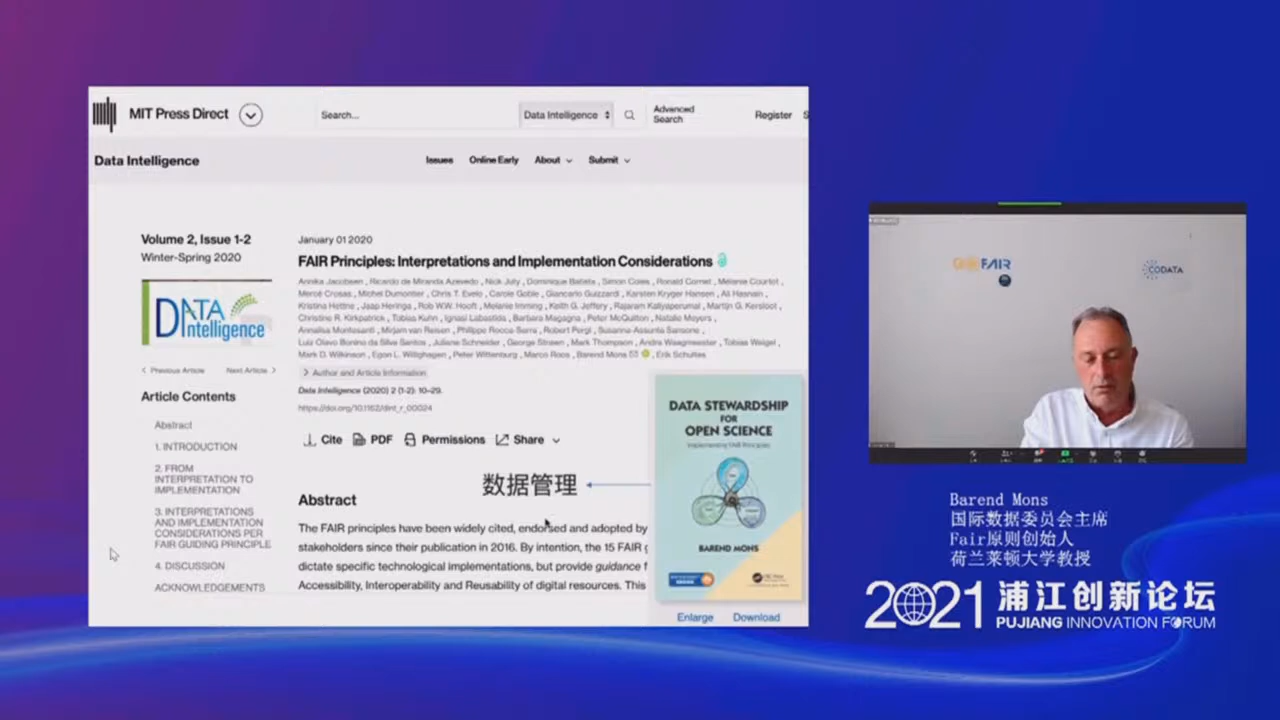 MIT Press Direct
Search...
Data Intelligence
Advanced
Search
Register
Data Intelligence
Issues
Online Early
About
Submit
Volume 2, Issue 1-2
Winter-Spring 2020
DATA
Intelligence
Previous Article
Next Article
Article Contents
Abstract
1. INTRODUCTION
2. FROM
INTERPRETATION TO
IMPLEMENTATION
3. INTERPRETATIONS
AND IMPLEMENTATION
CONSIDERATIONS PER
FAIR GUIDING PRINCIPLE
4. DISCUSSION
ACKNOWLEDGEMENTS
January 01 2020
FAIR Principles: Interpretations and Implementation Considerations
Annika Jacobsen , Ricardo de Miranda Azevedo , Nick Juty , Dominique Batista , Simon Coles , Ronald Cornet , Mélanie Courtot ,
Mercè Crosas , Michel Dumontier , Chris T. Evelo , Carole Goble , Giancarlo Guizzardi , Karsten Kryger Hansen , Ali Hasnain ,
Kristina Hettne , Jaap Heringa , Rob W.W. Hooft , Melanie Imming , Keith G. Jeffery , Rajaram Kaliyaperumal , Martijn G. Kersloot ,
Christine R. Kirkpatrick , Tobias Kuhn , Ignasi Labastida , Barbara Magagna , Peter McQuilton , Natalie Meyers ,
Annalisa Montesanti , Mirjam van Reisen , Philippe Rocca-Serra , Robert Pergl , Susanna-Assunta Sansone ,
Luiz Olavo Bonino da Silva Santos , Juliane Schneider , George Strawn , Mark Thompson , Andra Waagmeester , Tobias Weigel ,
Mark D. Wilkinson , Egon L. Willighagen , Peter Wittenburg , Marco Roos , Barend Mons , Erik Schultes
Author and Article Information
Data Intelligence (2020) 2 (1-2): 10–29.
https://doi.org/10.1162/dint_r_00024
Cite
PDF
Permissions
Share
数据管理
Abstract
The FAIR principles have been widely cited, endorsed and adopted by
stakeholders since their publication in 2016. By intention, the 15 FAIR
dictate specific technological implementations, but provide guidance f
Accessibility, Interoperability and Reusability of digital resources. This
DATA STEWARDSHIP
FOR
OPEN SCIENCE
Implementing FAIR Principles
BAREND MONS
Enlarge
Download
GO FAIR
CODATA
Barend Mons
国际数据委员会主席
Fair原则创始人
荷兰莱顿大学教授
2021 浦江创新论坛
PUJIANG INNOVATION FORUM